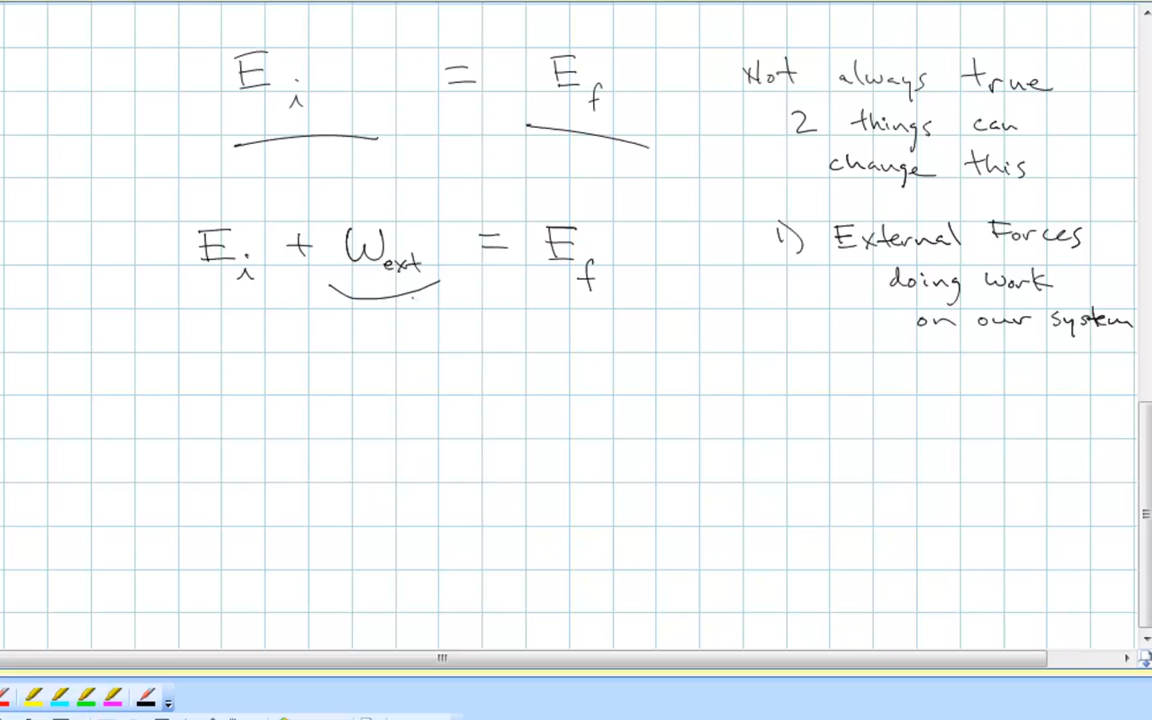 E_i = E_f
Not always true
2 things can
change this
E_i + W_ext = E_f
1) External Forces
doing work
on our system